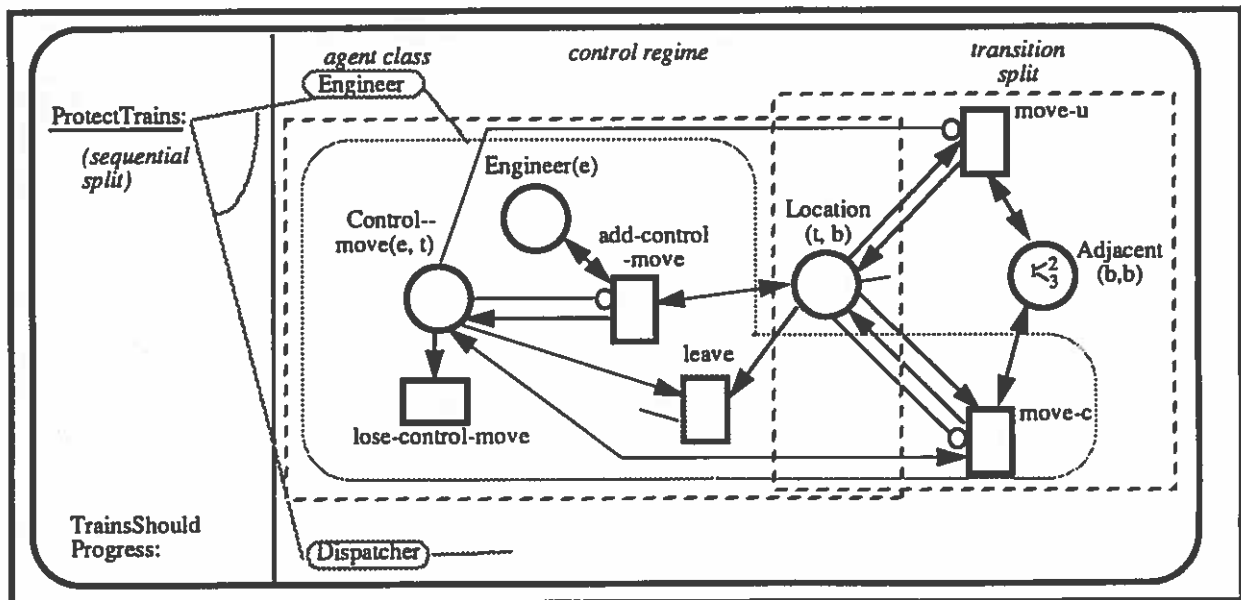 agent class
control regime
transition
split
Engineer
ProtectTrains:
(sequential
split)
move-u
Engineer(e)
Control--
move(e, t)
add-control
-move
Location
(t, b)
Adjacent
(b,b)
leave
lose-control-move
move-c
TrainsShould
Progress:
Dispatcher